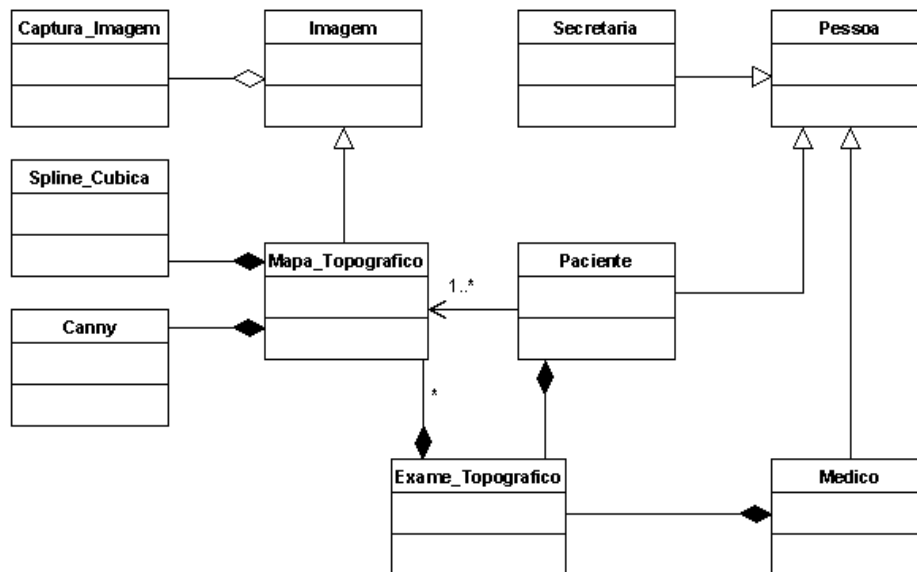 Captura_Imagem
Imagem
Secretaria
Pessoa
Spline_Cubica
Mapa_Topografico
Paciente
1..*
Canny
*
Exame_Topografico
Medico